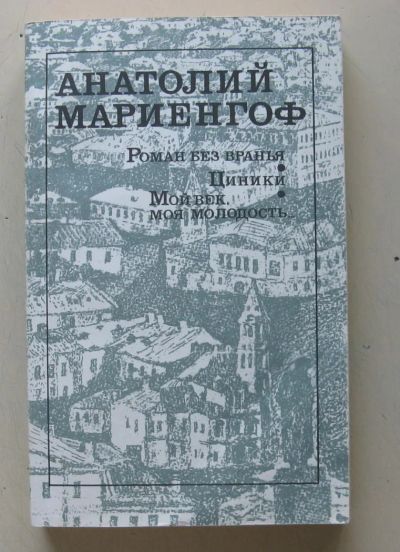 АНАТОЛИЙ
МАРИЕНГОФ
РОМАН БЕЗ ВРАНЬЯ
ЦИНИКИ
МОЙ ВЕК,
МОЯ МОЛОДОСТЬ